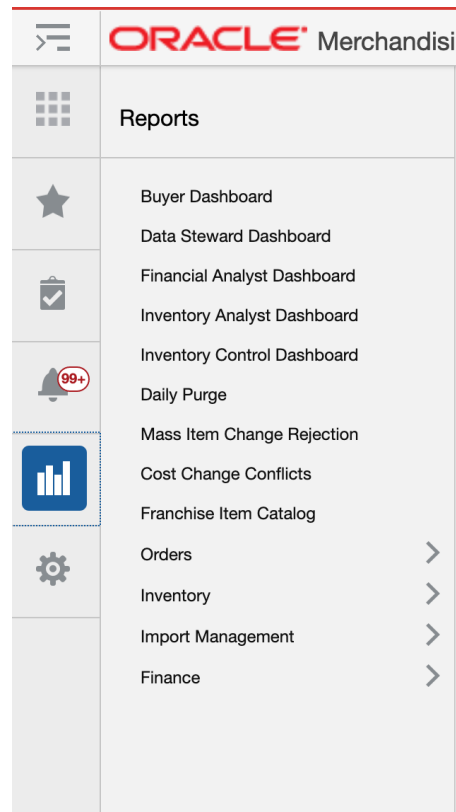 ORACLE® Merchandisi
Reports
Buyer Dashboard
Data Steward Dashboard
Financial Analyst Dashboard
Inventory Analyst Dashboard
Inventory Control Dashboard
99+
Daily Purge
Mass Item Change Rejection
Cost Change Conflicts
Franchise Item Catalog
Orders
Inventory
Import Management
Finance